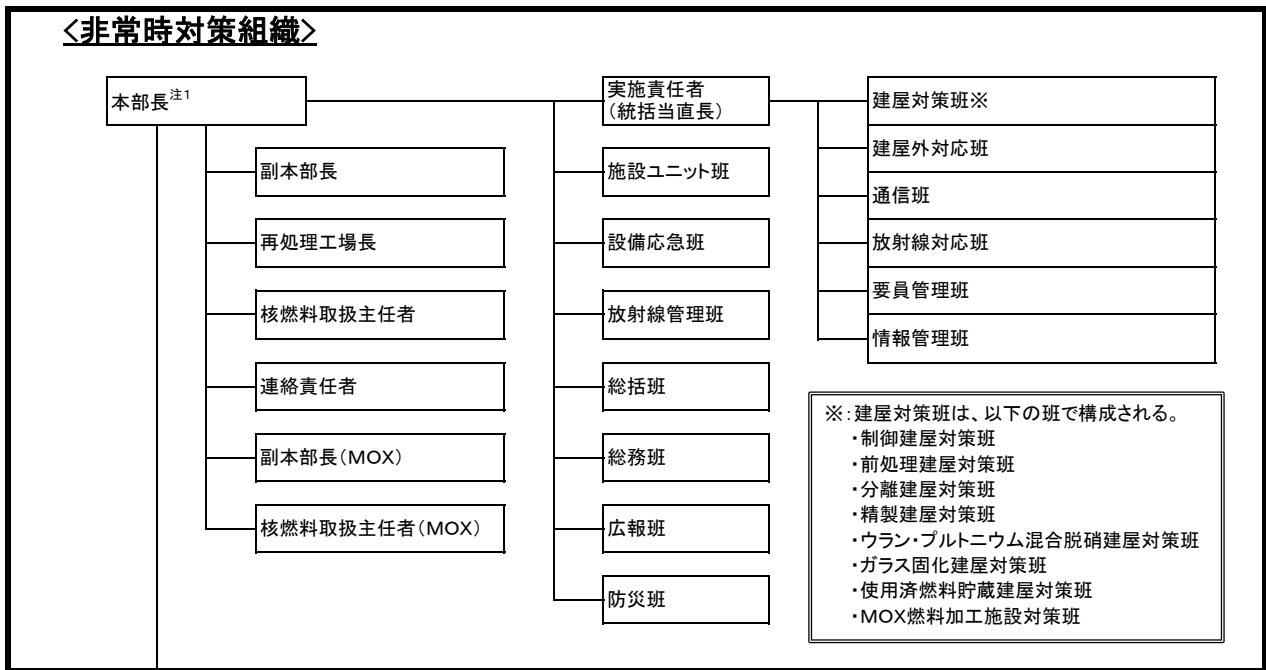 <非常時対策組織>
本部長注1
副本部長
再処理工場長
核燃料取扱主任者
連絡責任者
副本部長(MOX)
核燃料取扱主任者(MOX)
実施責任者
(統括当直長)
施設ユニット班
設備応急班
放射線管理班
総括班
総務班
広報班
防災班
建屋対策班※
建屋外対応班
通信班
放射線対応班
要員管理班
情報管理班
※:建屋対策班は、以下の班で構成される。
・制御建屋対策班
・前処理建屋対策班
・分離建屋対策班
・精製建屋対策班
・ウラン・プルトニウム混合脱硝建屋対策班
・ガラス固化建屋対策班
・使用済燃料貯蔵建屋対策班
・MOX燃料加工施設対策班